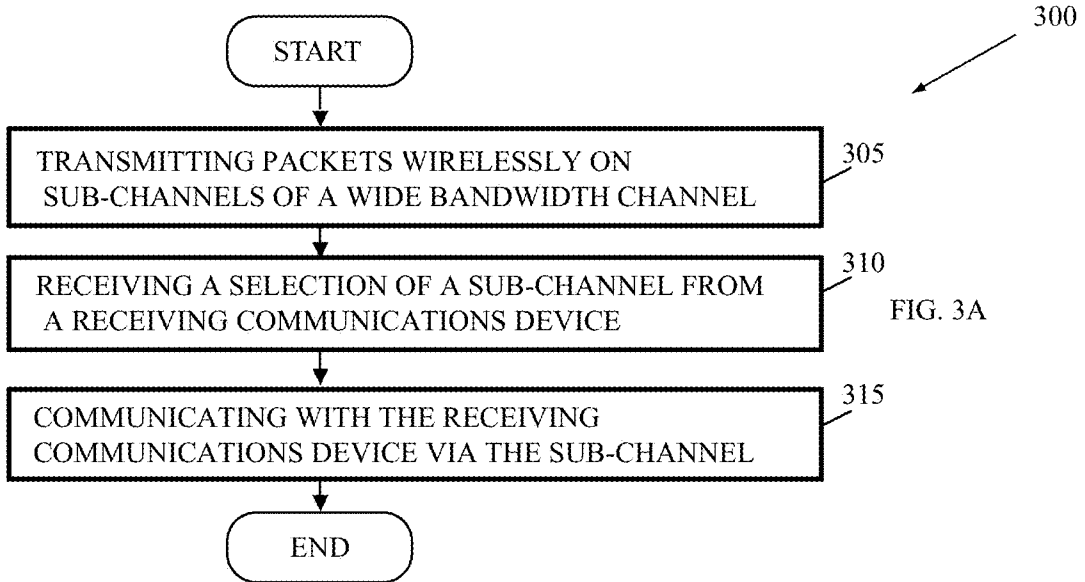 300
START
TRANSMITTING PACKETS WIRELESSLY ON
SUB-CHANNELS OF A WIDE BANDWIDTH CHANNEL
305
RECEIVING A SELECTION OF A SUB-CHANNEL FROM
A RECEIVING COMMUNICATIONS DEVICE
310
FIG. 3A
COMMUNICATING WITH THE RECEIVING
COMMUNICATIONS DEVICE VIA THE SUB-CHANNEL
315
END